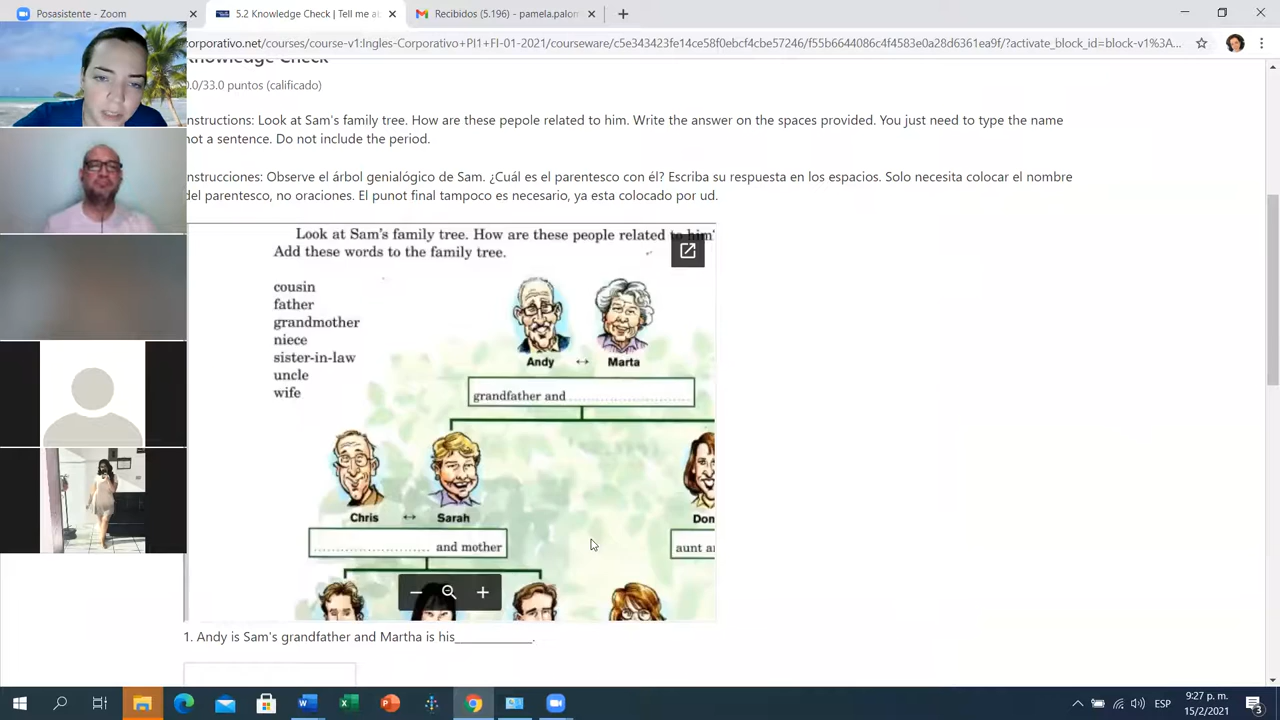 Posasistente - Zoom
5.2 Knowledge Check | Tell me a
Recibidos (5.196) - pamela.palom
corporativo.net/courses/course-v1:Ingles-Corporativo+PI1+FI-01-2021/courseware/c5e343423fe14ce58f0ebcf4cbe57246/f55b6644086c4f4583e0a28d6361ea9f/?activate_block_id=block-v1%3A...
Knowledge Check
0.0/33.0 puntos (calificado)
nstructions: Look at Sam's family tree. How are these pepole related to him. Write the answer on the spaces provided. You just need to type the name
not a sentence. Do not include the period.
nstrucciones: Observe el árbol genialógico de Sam. ¿Cuál es el parentesco con él? Escriba su respuesta en los espacios. Solo necesita colocar el nombre
del parentesco, no oraciones. El punot final tampoco es necesario, ya esta colocado por ud.
Look at Sam's family tree. How are these people related to him
Add these words to the family tree.
cousin
father
grandmother
niece
sister-in-law
uncle
wife
Andy ↔ Marta
grandfather and
Chris ↔ Sarah
Don
and mother
aunt a
1. Andy is Sam's grandfather and Martha is his____________.
ESP
9:27 p. m.
15/2/2021
3